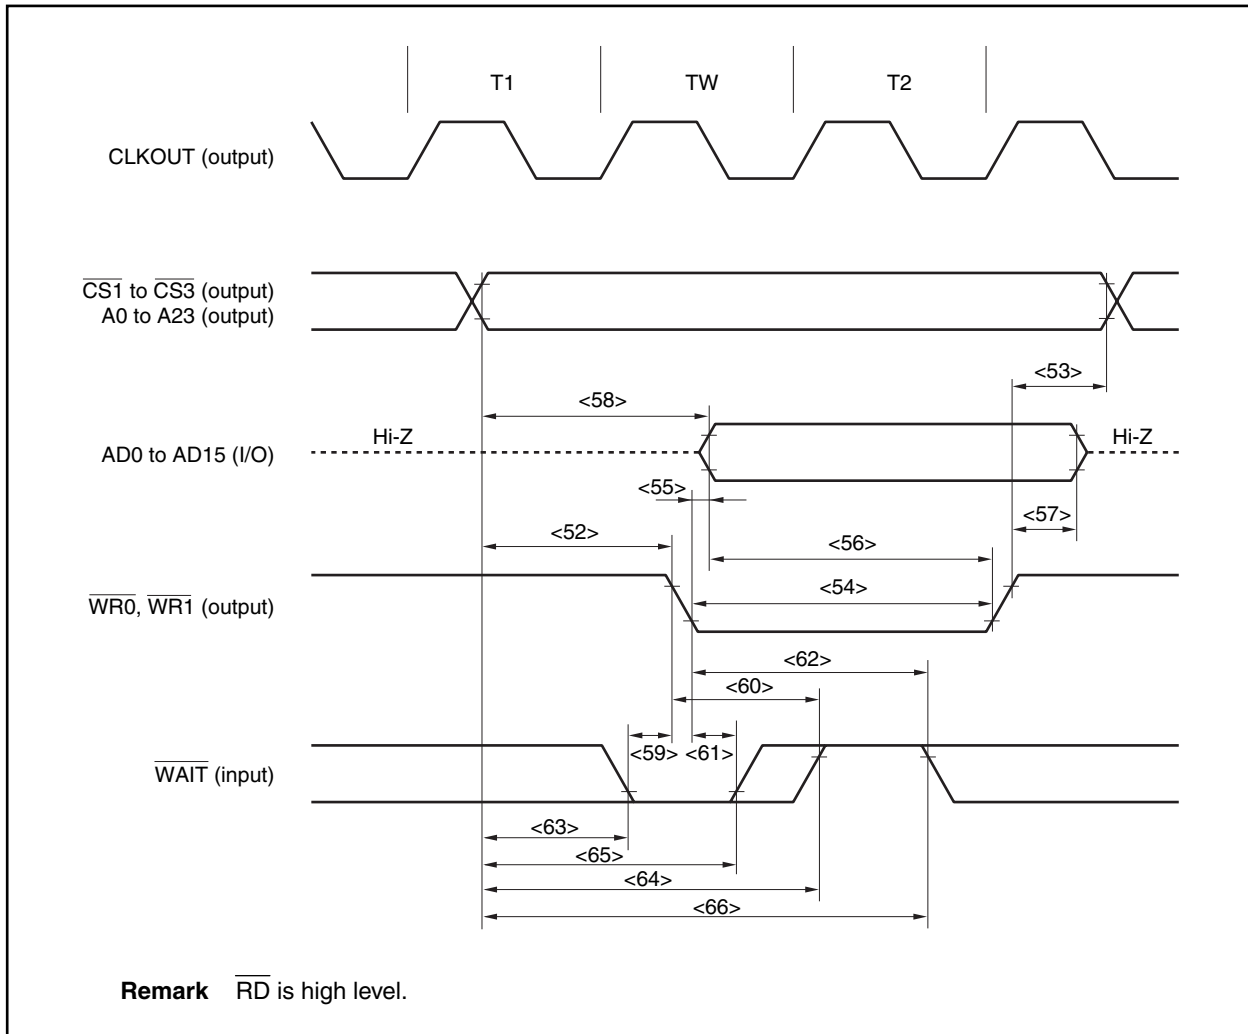 T1 TW T2
CLKOUT (output)
CS1 to CS3 (output)
A0 to A23 (output)
<53>
<58>
Hi-Z Hi-Z
AD0 to AD15 (I/O)
<55>
<57>
<52> <56>
<54>
WR0, WR1 (output)
<62>
<60>
<59> <61>
WAIT (input)
<63>
<65>
<64>
<66>
Remark RD is high level.